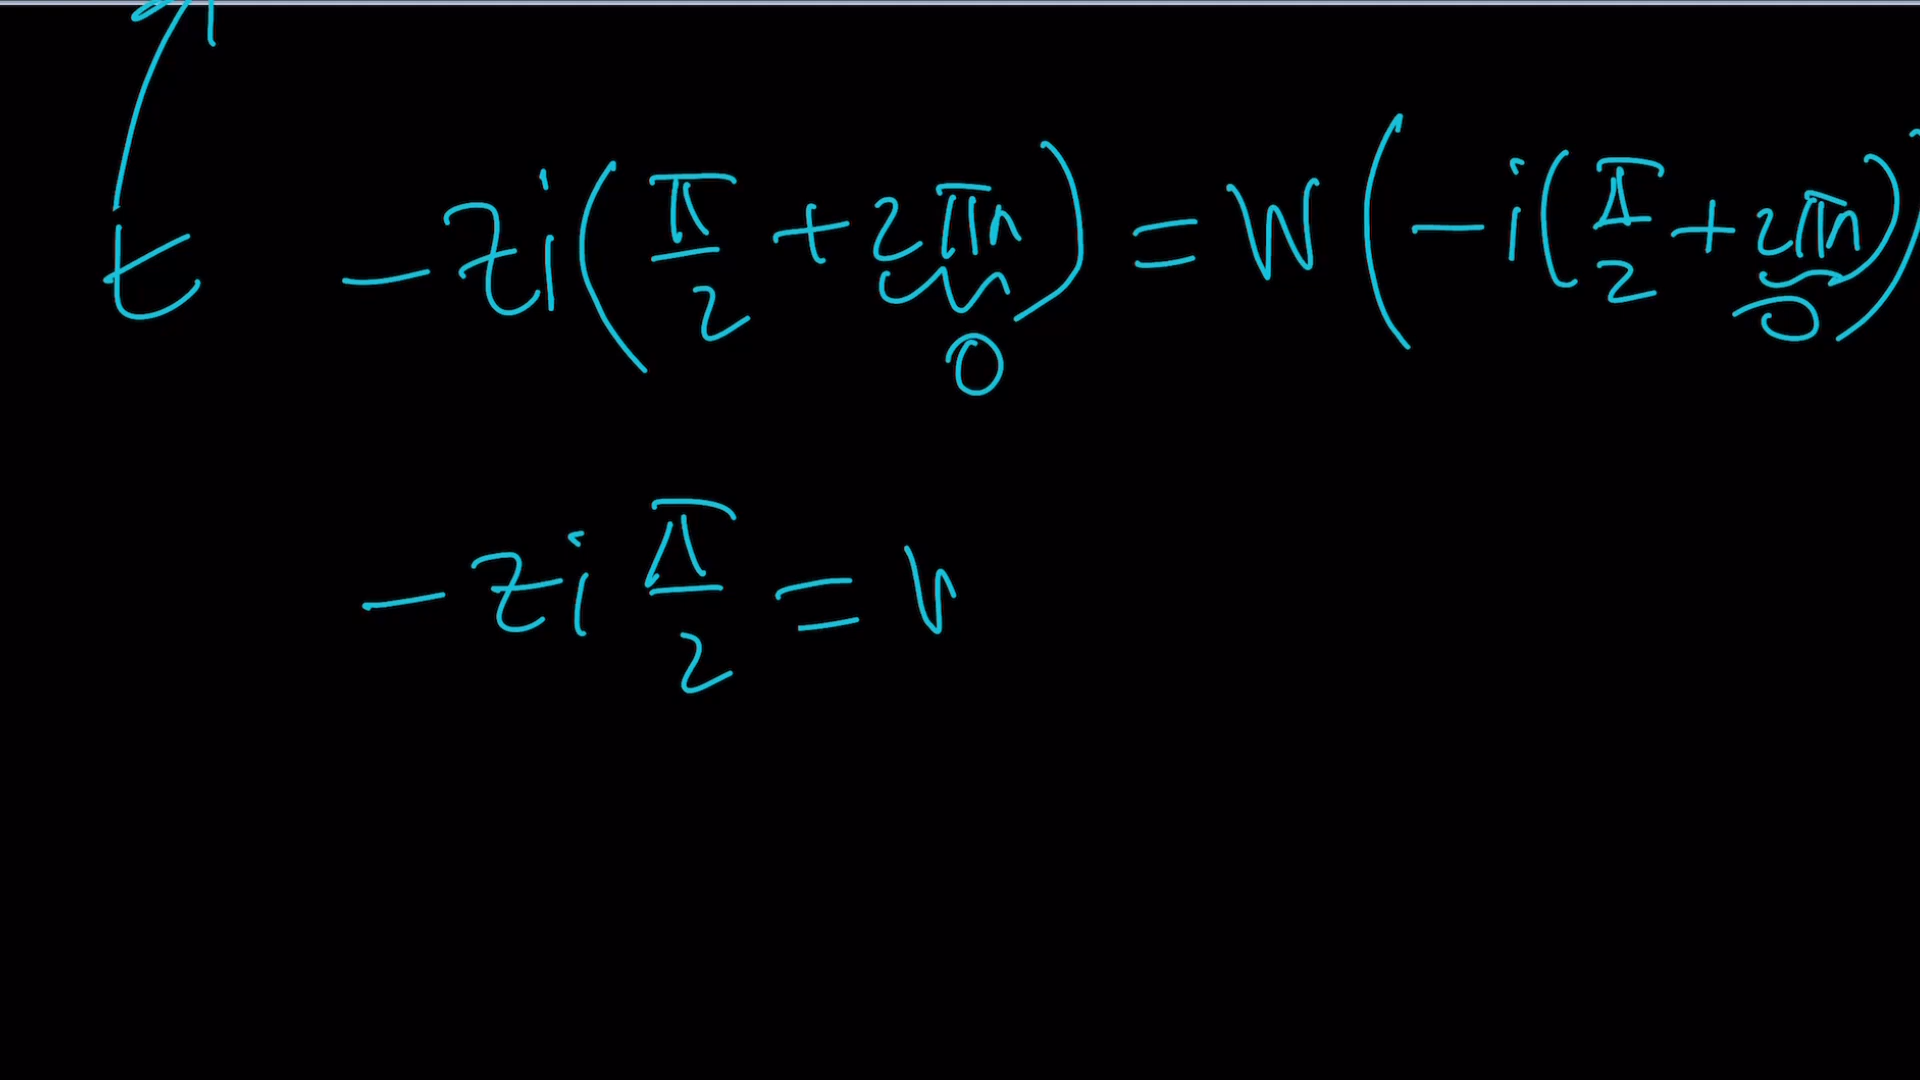 t -zi(π/2 + 2πn) = W(-i(π/2 + 2πn))
0 0
-zi π/2 = W